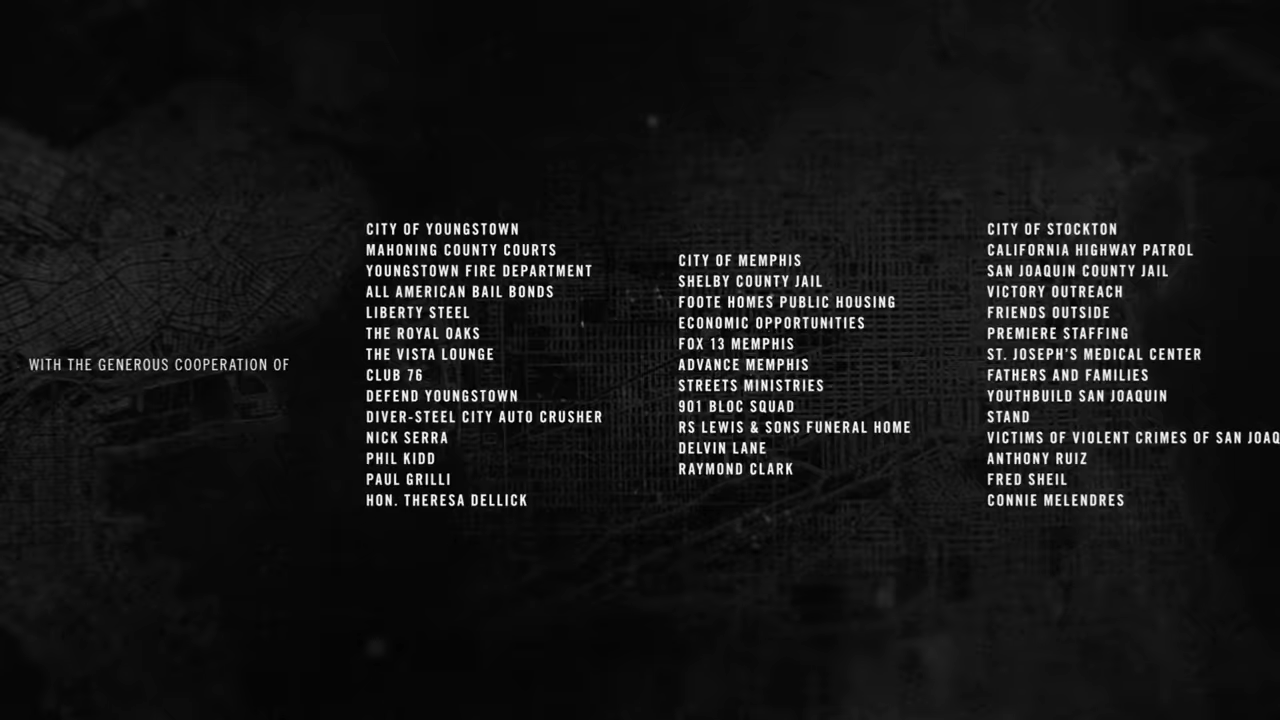 WITH THE GENEROUS COOPERATION OF
CITY OF YOUNGSTOWN
MAHONING COUNTY COURTS
YOUNGSTOWN FIRE DEPARTMENT
ALL AMERICAN BAIL BONDS
LIBERTY STEEL
THE ROYAL OAKS
THE VISTA LOUNGE
CLUB 76
DEFEND YOUNGSTOWN
DIVER-STEEL CITY AUTO CRUSHER
NICK SERRA
PHIL KIDD
PAUL GRILLI
HON. THERESA DELLICK
CITY OF MEMPHIS
SHELBY COUNTY JAIL
FOOTE HOMES PUBLIC HOUSING
ECONOMIC OPPORTUNITIES
FOX 13 MEMPHIS
ADVANCE MEMPHIS
STREETS MINISTRIES
901 BLOC SQUAD
RS LEWIS & SONS FUNERAL HOME
DELVIN LANE
RAYMOND CLARK
CITY OF STOCKTON
CALIFORNIA HIGHWAY PATROL
SAN JOAQUIN COUNTY JAIL
VICTORY OUTREACH
FRIENDS OUTSIDE
PREMIERE STAFFING
ST. JOSEPH'S MEDICAL CENTER
FATHERS AND FAMILIES
YOUTHBUILD SAN JOAQUIN
STAND
VICTIMS OF VIOLENT CRIMES OF SAN JOAQ
ANTHONY RUIZ
FRED SHEIL
CONNIE MELENDRES